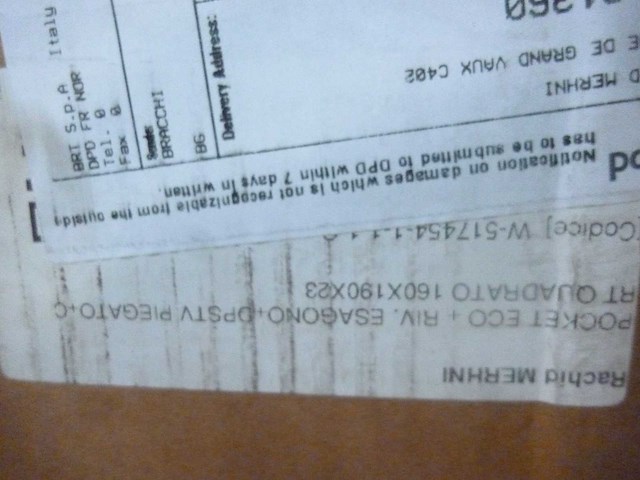 Italy
BRT S.p.A
DPD FR NOR
Tel. 0
Fax 0
BRACCHI
BG
Delivery Address:
D MERHNI
E DE GRAND VAUX C402
Notification on damages which is not recognizable from the outside
has to be submitted to DPD within 7 days in written.
Rachid MERHNI
POCKET ECO + RIV. ESAGONO+DPSTV PIEGATO+C
RT QUADRATO 160X190X23
[Codice] W-517454-1-1